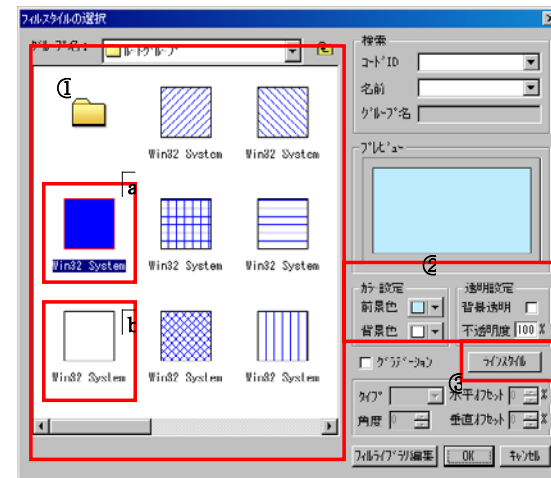 フィルスタイルの選択
グループ名:
ルートグループ
①
Win32 System
Win32 System
a
Win32 System
Win32 System
Win32 System
b
Win32 System
Win32 System
Win32 System
検索
コードID
名前
グループ名
プレビュー
②
カラー設定
前景色
背景色
透明設定
背景透明
不透明度 100 %
グラデーション
ラインスタイル
③
タイプ
角度 0
水平オフセット 0 %
垂直オフセット 0 %
フィルライブラリ編集
OK
キャンセル